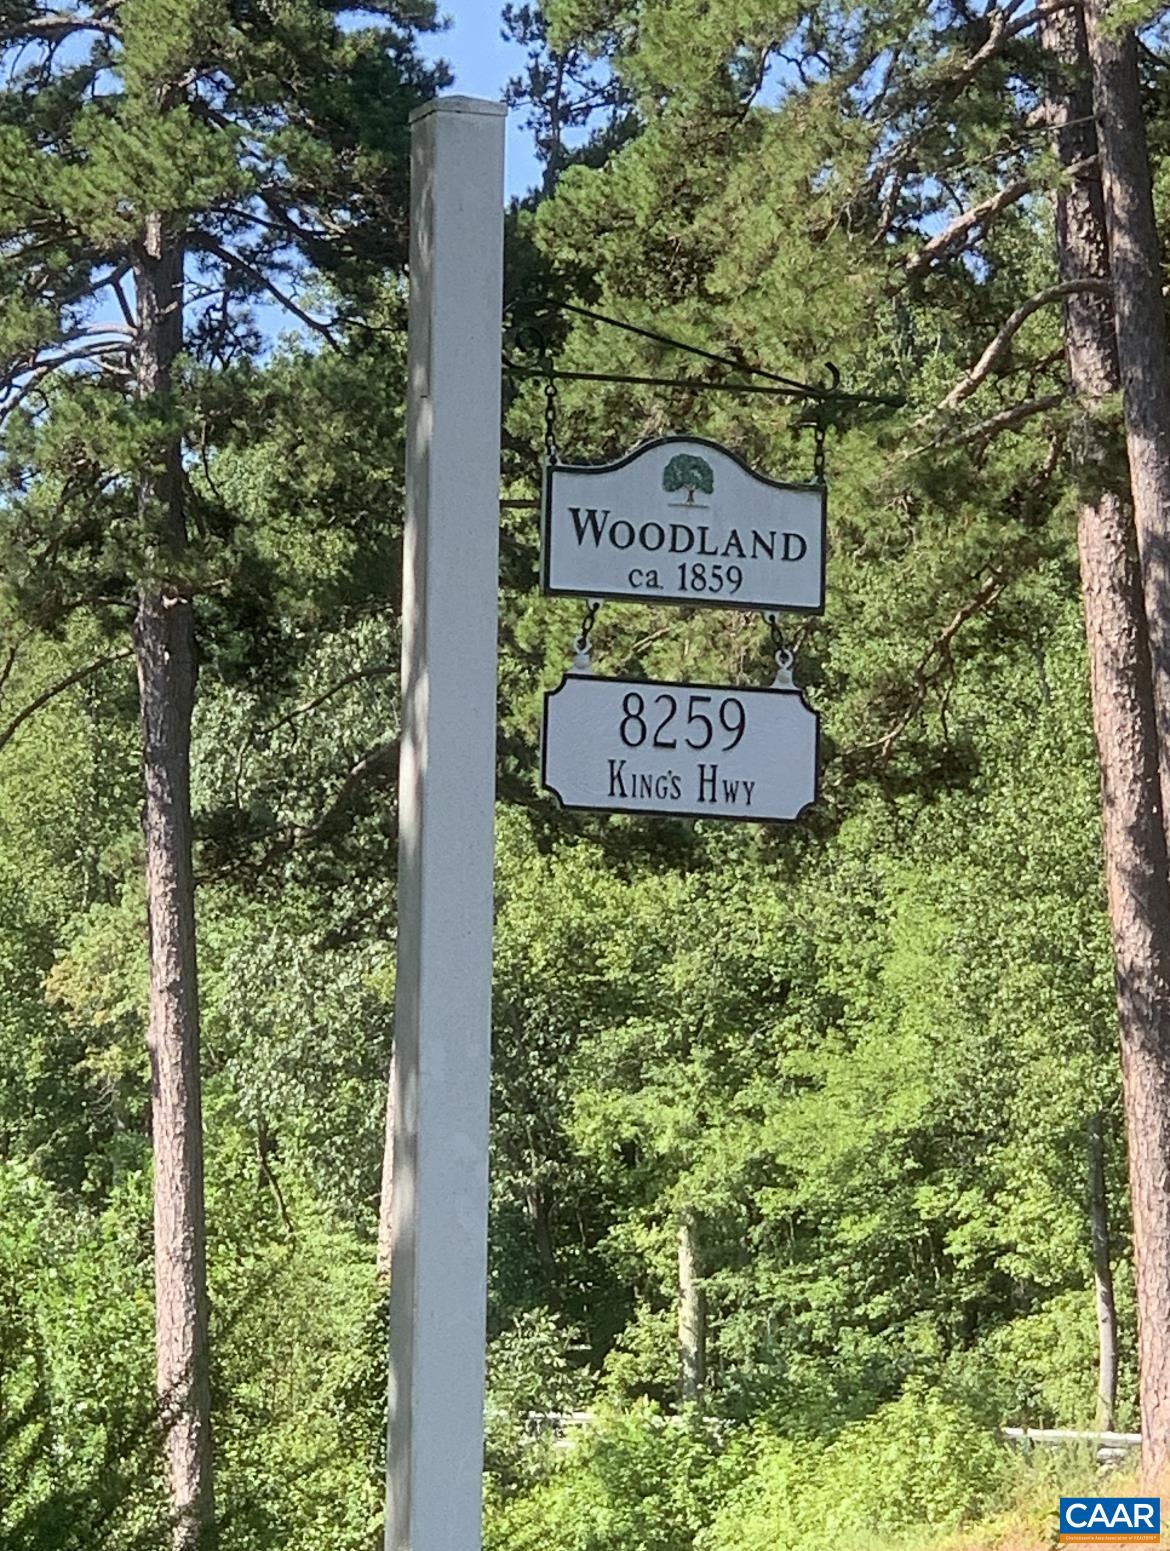 WOODLAND
ca. 1859
8259
KING'S HWY
CAAR